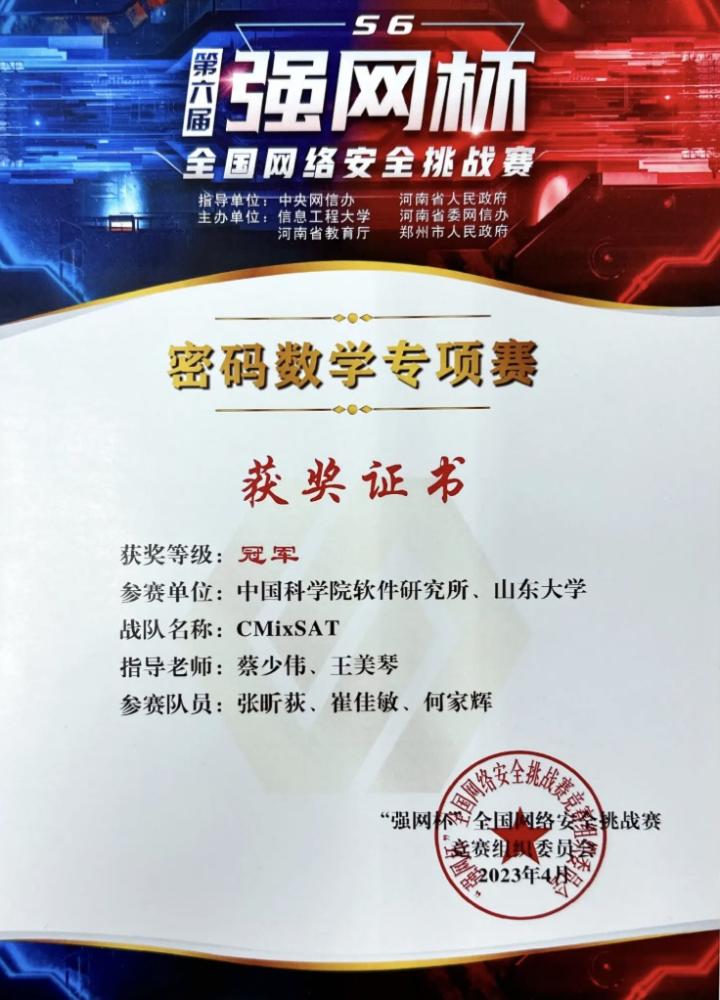 S6
第六届
强网杯
全国网络安全挑战赛
指导单位：中央网信办 河南省人民政府
主办单位：信息工程大学 河南省委网信办
河南省教育厅 郑州市人民政府
密码数学专项赛
获奖证书
获奖等级：冠军
参赛单位：中国科学院软件研究所、山东大学
战队名称：CMixSAT
指导老师：蔡少伟、王美琴
参赛队员：张昕荻、崔佳敏、何家辉
“强网杯”全国网络安全挑战赛
竞赛组织委员会
2023年4月
“强网杯”全国网络安全挑战赛竞赛组织委员会